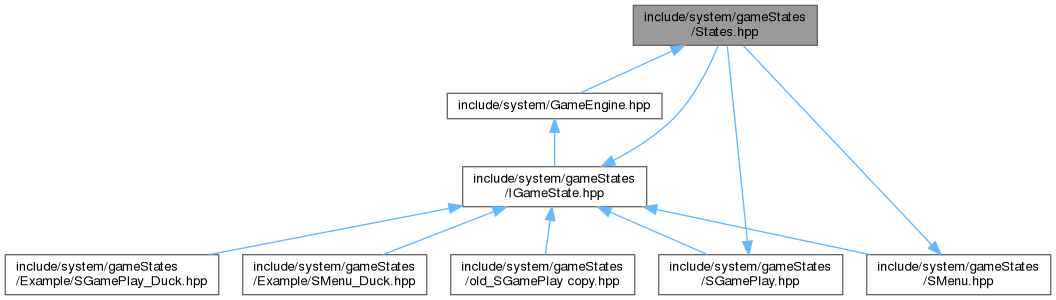 include/system/gameStates
/States.hpp
include/system/GameEngine.hpp
include/system/gameStates
/IGameState.hpp
include/system/gameStates
/Example/SGamePlay_Duck.hpp
include/system/gameStates
/Example/SMenu_Duck.hpp
include/system/gameStates
/old_SGamePlay copy.hpp
include/system/gameStates
/SGamePlay.hpp
include/system/gameStates
/SMenu.hpp